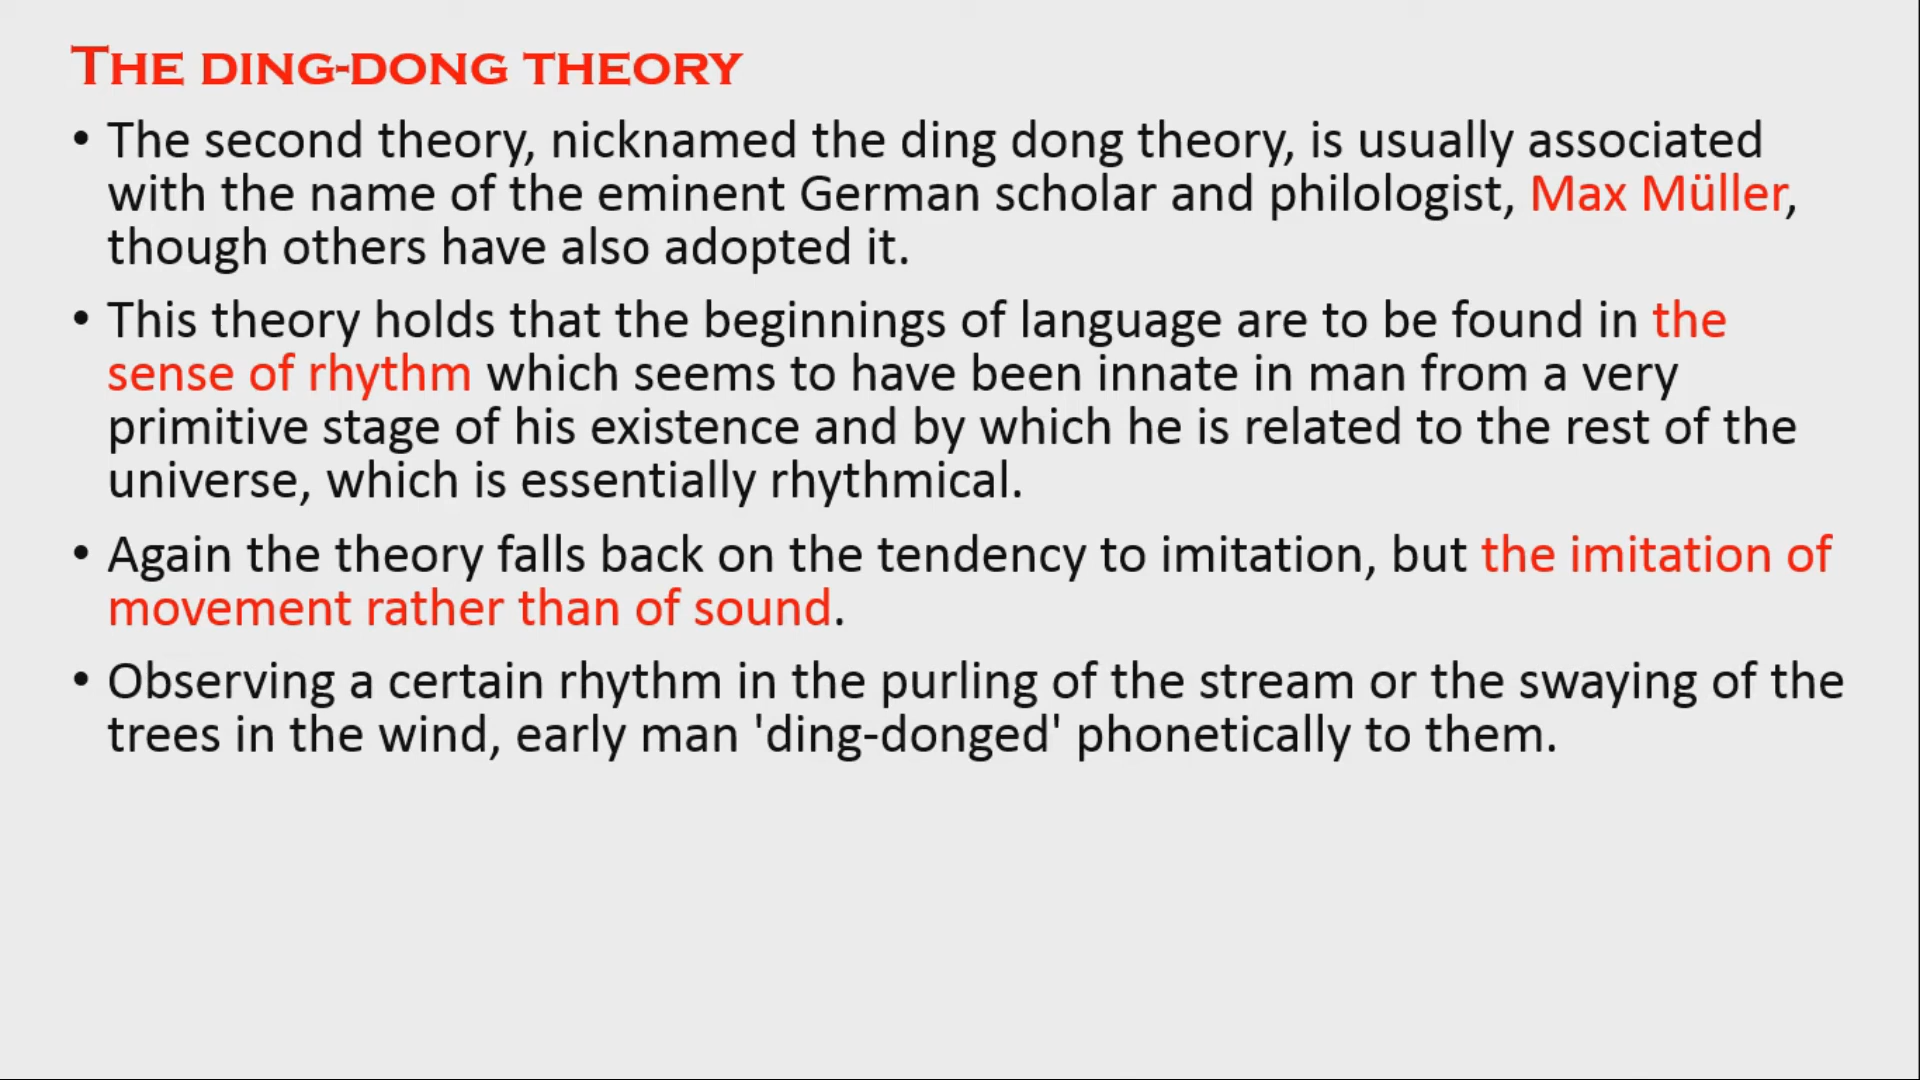 THE DING-DONG THEORY
• The second theory, nicknamed the ding dong theory, is usually associated
with the name of the eminent German scholar and philologist, Max Müller,
though others have also adopted it.
• This theory holds that the beginnings of language are to be found in the
sense of rhythm which seems to have been innate in man from a very
primitive stage of his existence and by which he is related to the rest of the
universe, which is essentially rhythmical.
• Again the theory falls back on the tendency to imitation, but the imitation of
movement rather than of sound.
• Observing a certain rhythm in the purling of the stream or the swaying of the
trees in the wind, early man 'ding-donged' phonetically to them.